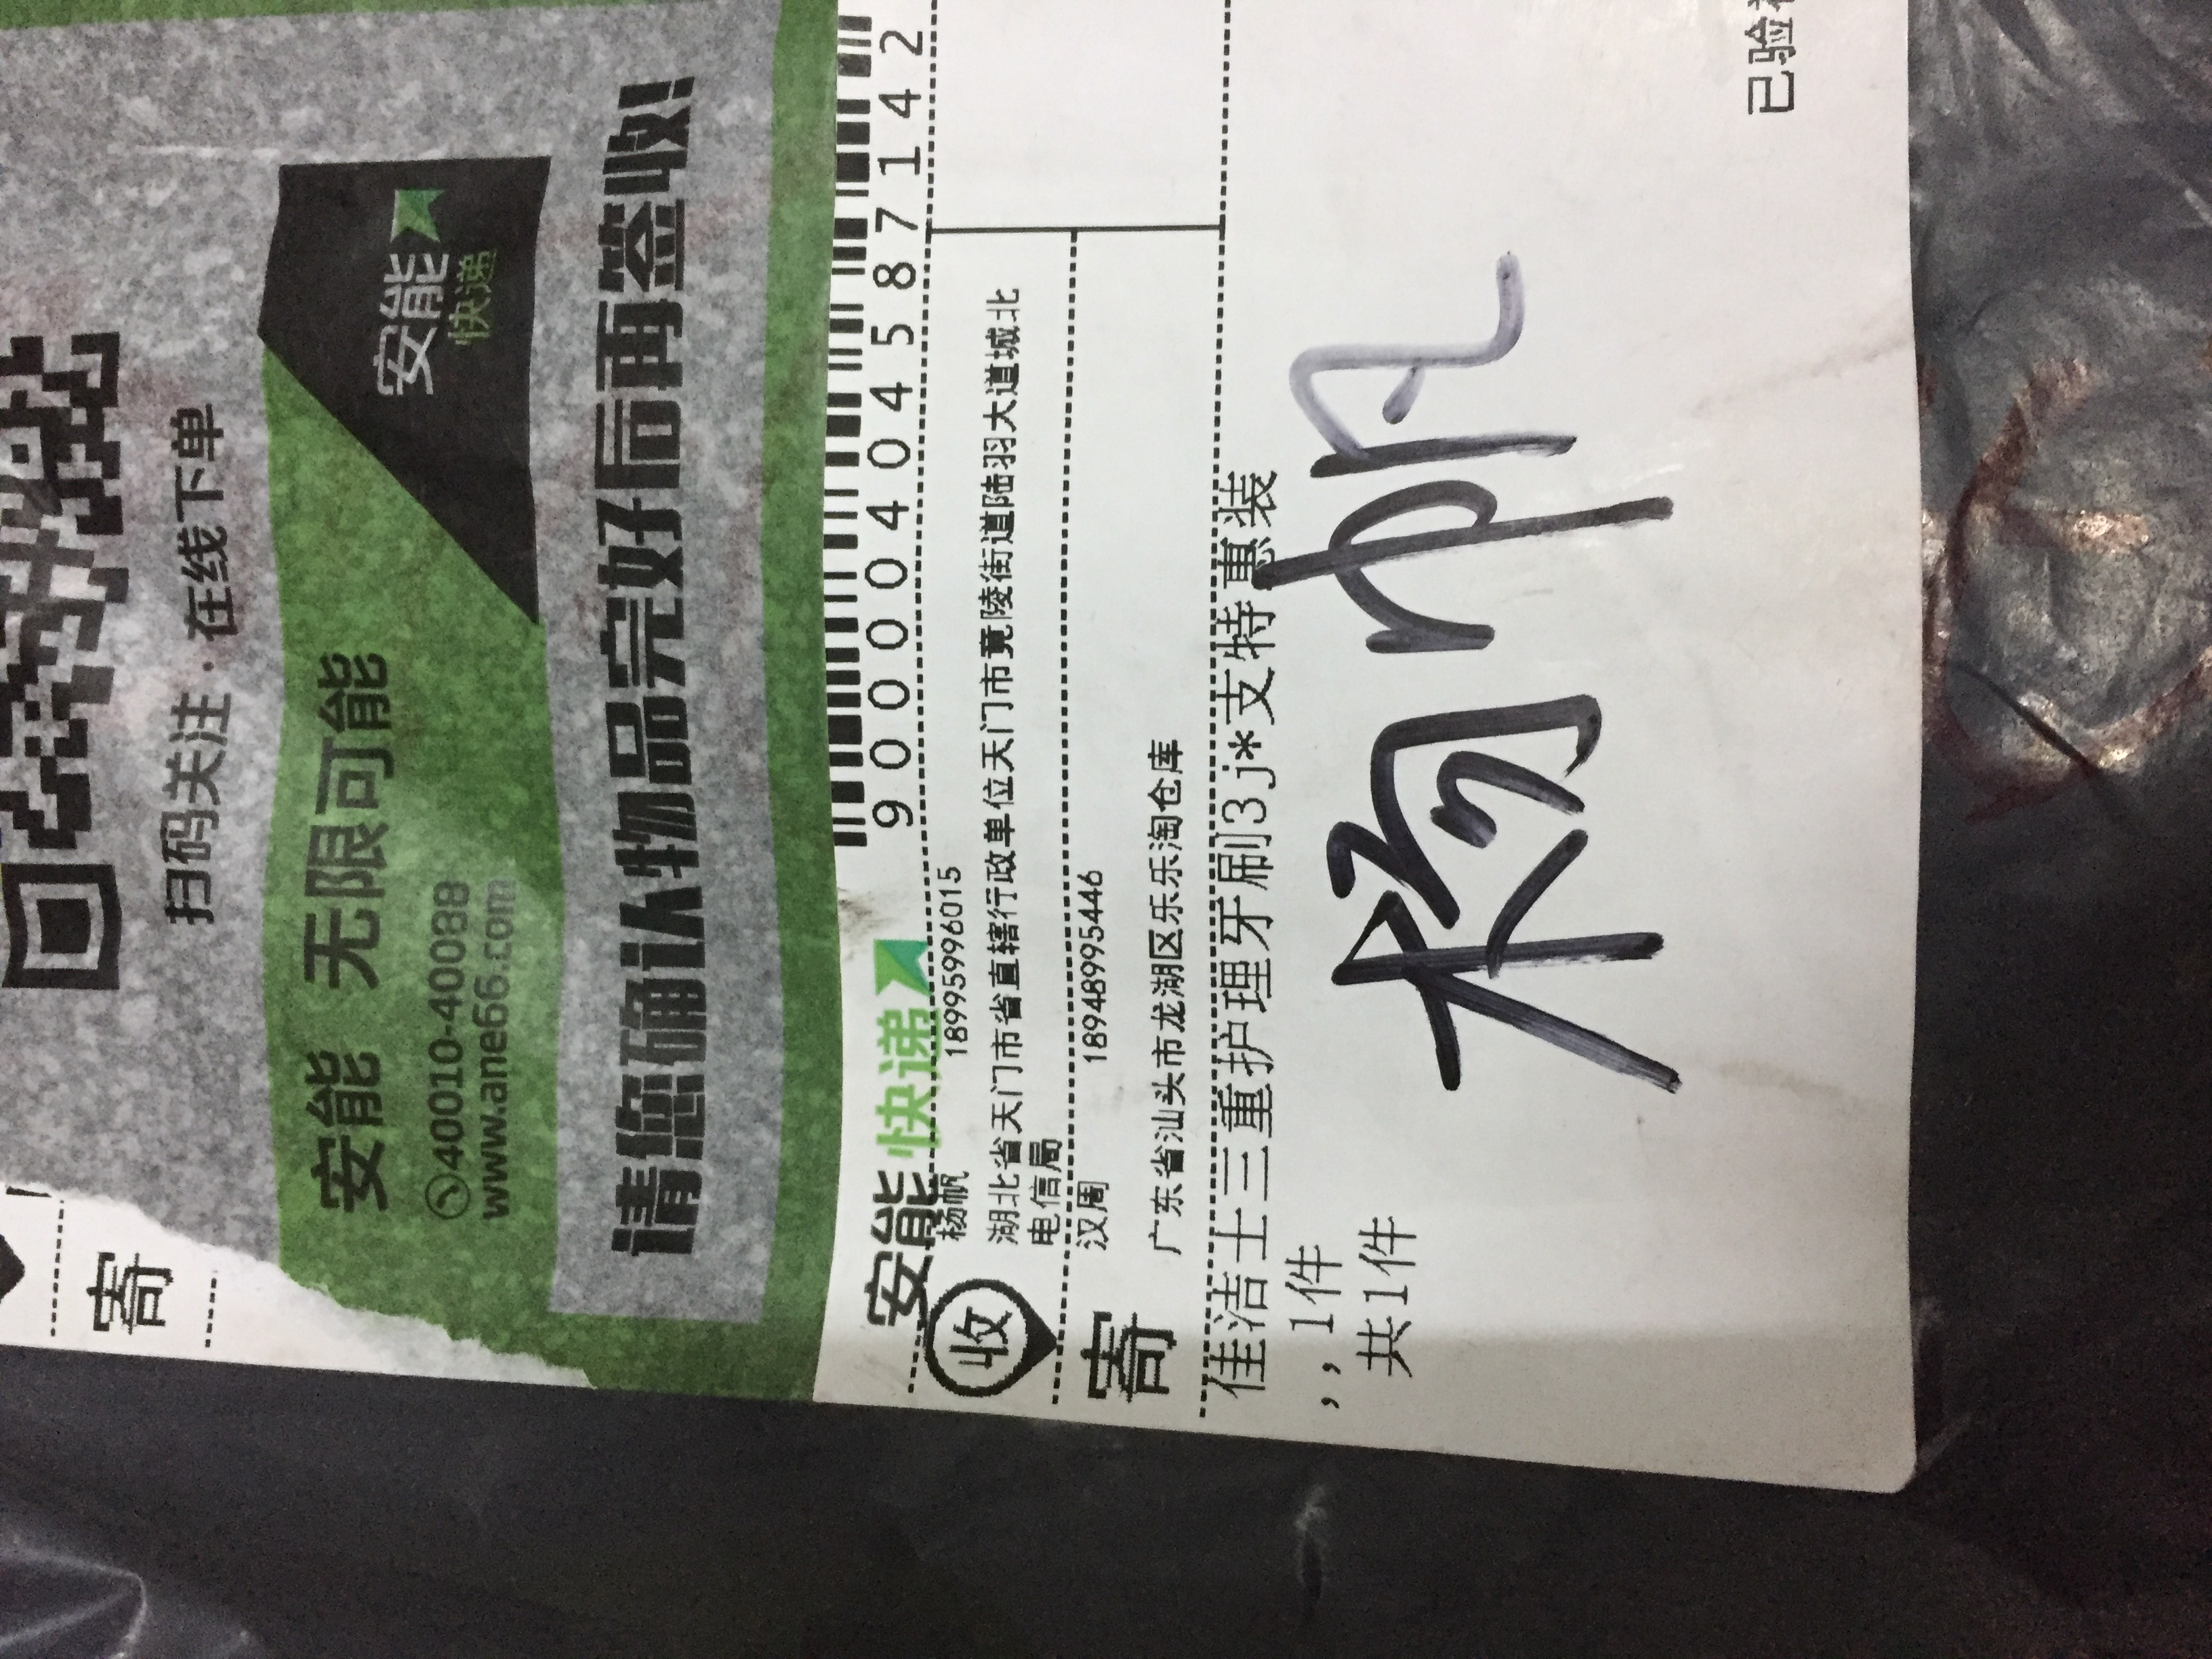 寄
扫码关注·在线下单
安能 无限可能
40010-40088
www.ane66.com
安能
快递
请您确认物品完好后再签收!
安能快递
90000404587142
收
杨帆 18995996015
湖北省天门市省直辖行政单位天门市竟陵街道陆羽大道城北
电信局
寄
汉周 18948995446
广东省汕头市龙湖区乐乐淘仓库
佳洁士三重护理牙刷3j*支特惠装
,,1件
共1件
杨帆
已验